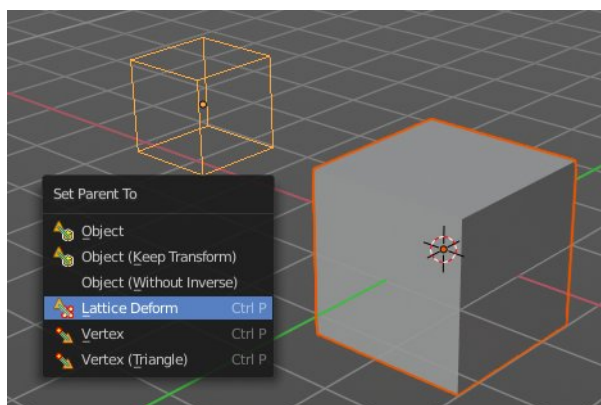 Set Parent To
Object
Object (Keep Transform)
Object (Without Inverse)
Lattice Deform Ctrl P
Vertex Ctrl P
Vertex (Triangle) Ctrl P